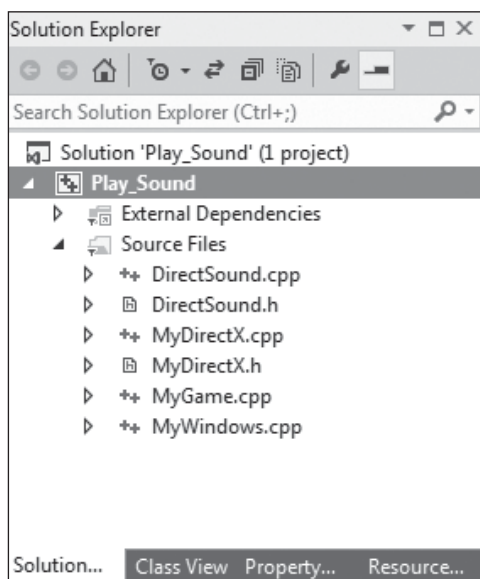 Solution Explorer
Search Solution Explorer (Ctrl+;)
Solution 'Play_Sound' (1 project)
Play_Sound
External Dependencies
Source Files
DirectSound.cpp
DirectSound.h
MyDirectX.cpp
MyDirectX.h
MyGame.cpp
MyWindows.cpp
Solution... Class View Property... Resource...